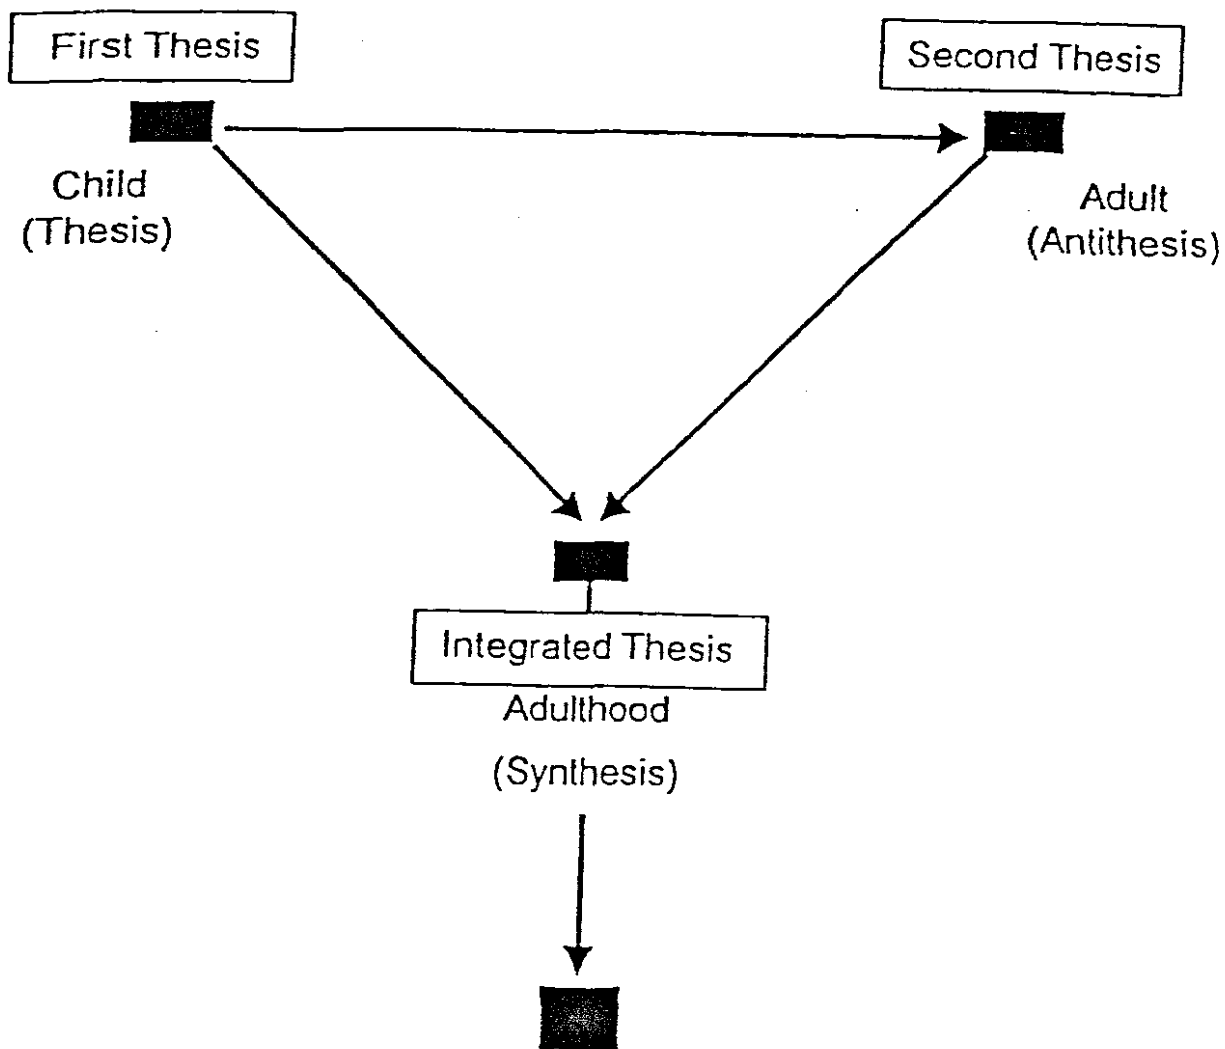 First Thesis
Second Thesis
Child
(Thesis)
Adult
(Antithesis)
Integrated Thesis
Adulthood
(Synthesis)